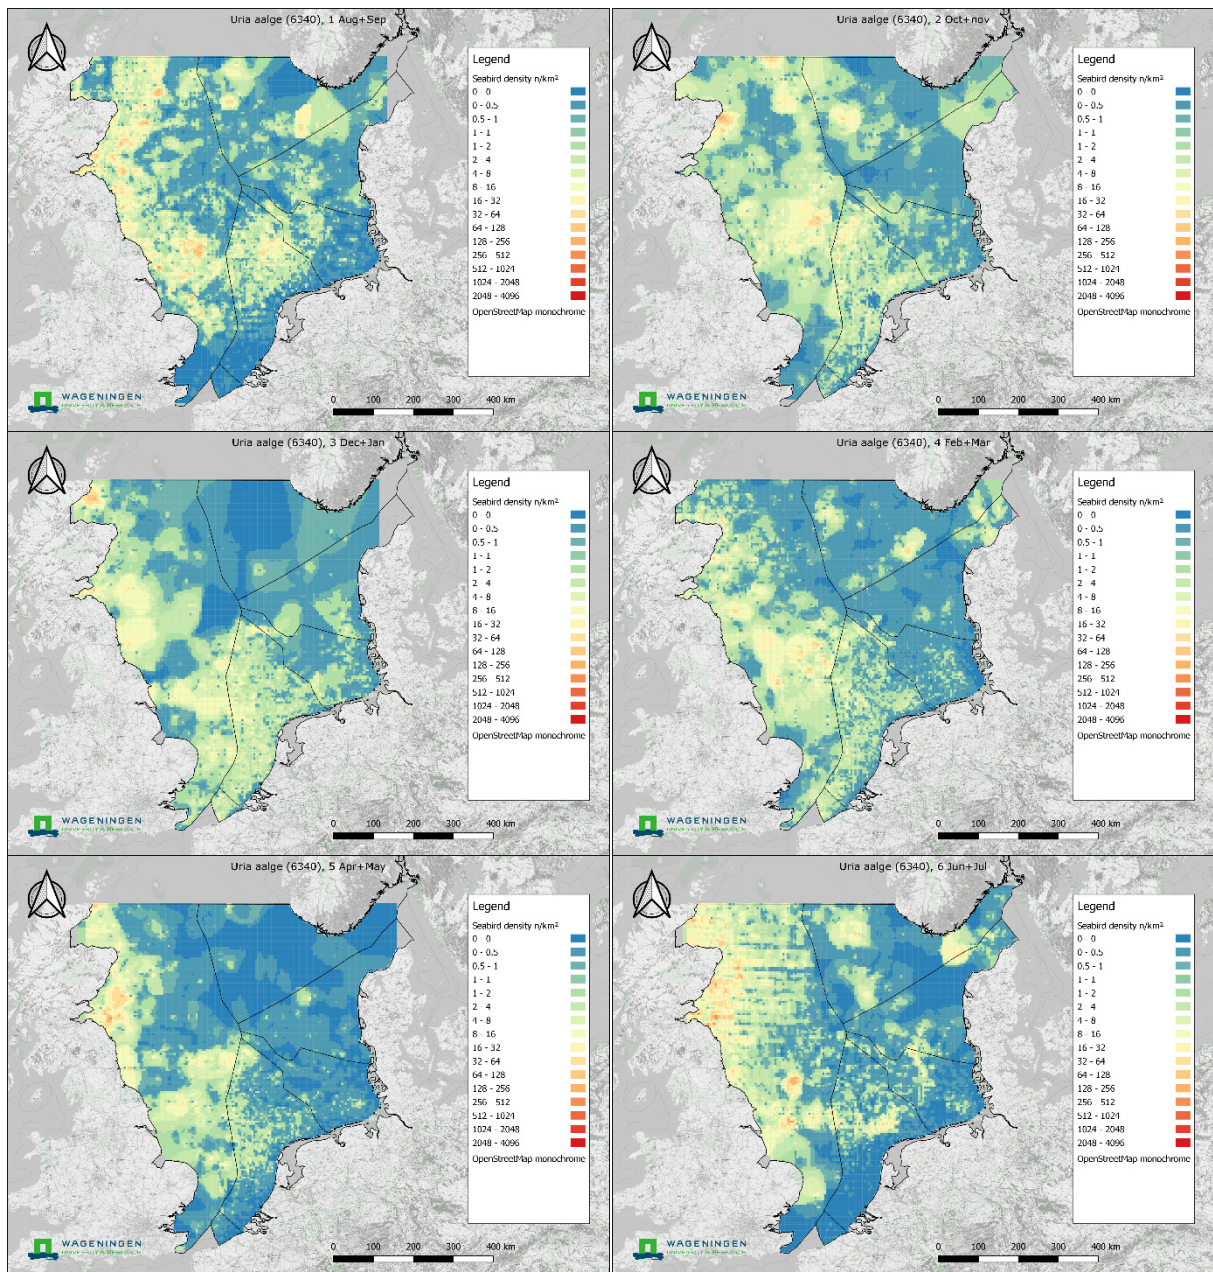 Uria aalge (6340), 1 Aug+Sep
Legend
Seabird density n/km²
0 - 0
0 - 0.5
0.5 - 1
1 - 1
1 - 2
2 - 4
4 - 8
8 - 16
16 - 32
32 - 64
64 - 128
128 - 256
256 - 512
512 - 1024
1024 - 2048
2048 - 4096
OpenStreetMap monochrome
WAGENINGEN
UNIVERSITY & RESEARCH
0 100 200 300 400 km
Uria aalge (6340), 2 Oct+nov
Legend
Seabird density n/km²
0 - 0
0 - 0.5
0.5 - 1
1 - 1
1 - 2
2 - 4
4 - 8
8 - 16
16 - 32
32 - 64
64 - 128
128 - 256
256 - 512
512 - 1024
1024 - 2048
2048 - 4096
OpenStreetMap monochrome
WAGENINGEN
UNIVERSITY & RESEARCH
0 100 200 300 400 km
Uria aalge (6340), 3 Dec+Jan
Legend
Seabird density n/km²
0 - 0
0 - 0.5
0.5 - 1
1 - 1
1 - 2
2 - 4
4 - 8
8 - 16
16 - 32
32 - 64
64 - 128
128 - 256
256 - 512
512 - 1024
1024 - 2048
2048 - 4096
OpenStreetMap monochrome
WAGENINGEN
UNIVERSITY & RESEARCH
0 100 200 300 400 km
Uria aalge (6340), 4 Feb+Mar
Legend
Seabird density n/km²
0 - 0
0 - 0.5
0.5 - 1
1 - 1
1 - 2
2 - 4
4 - 8
8 - 16
16 - 32
32 - 64
64 - 128
128 - 256
256 - 512
512 - 1024
1024 - 2048
2048 - 4096
OpenStreetMap monochrome
WAGENINGEN
UNIVERSITY & RESEARCH
0 100 200 300 400 km
Uria aalge (6340), 5 Apr+May
Legend
Seabird density n/km²
0 - 0
0 - 0.5
0.5 - 1
1 - 1
1 - 2
2 - 4
4 - 8
8 - 16
16 - 32
32 - 64
64 - 128
128 - 256
256 - 512
512 - 1024
1024 - 2048
2048 - 4096
OpenStreetMap monochrome
WAGENINGEN
UNIVERSITY & RESEARCH
0 100 200 300 400 km
Uria aalge (6340), 6 Jun+Jul
Legend
Seabird density n/km²
0 - 0
0 - 0.5
0.5 - 1
1 - 1
1 - 2
2 - 4
4 - 8
8 - 16
16 - 32
32 - 64
64 - 128
128 - 256
256 - 512
512 - 1024
1024 - 2048
2048 - 4096
OpenStreetMap monochrome
WAGENINGEN
UNIVERSITY & RESEARCH
0 100 200 300 400 km